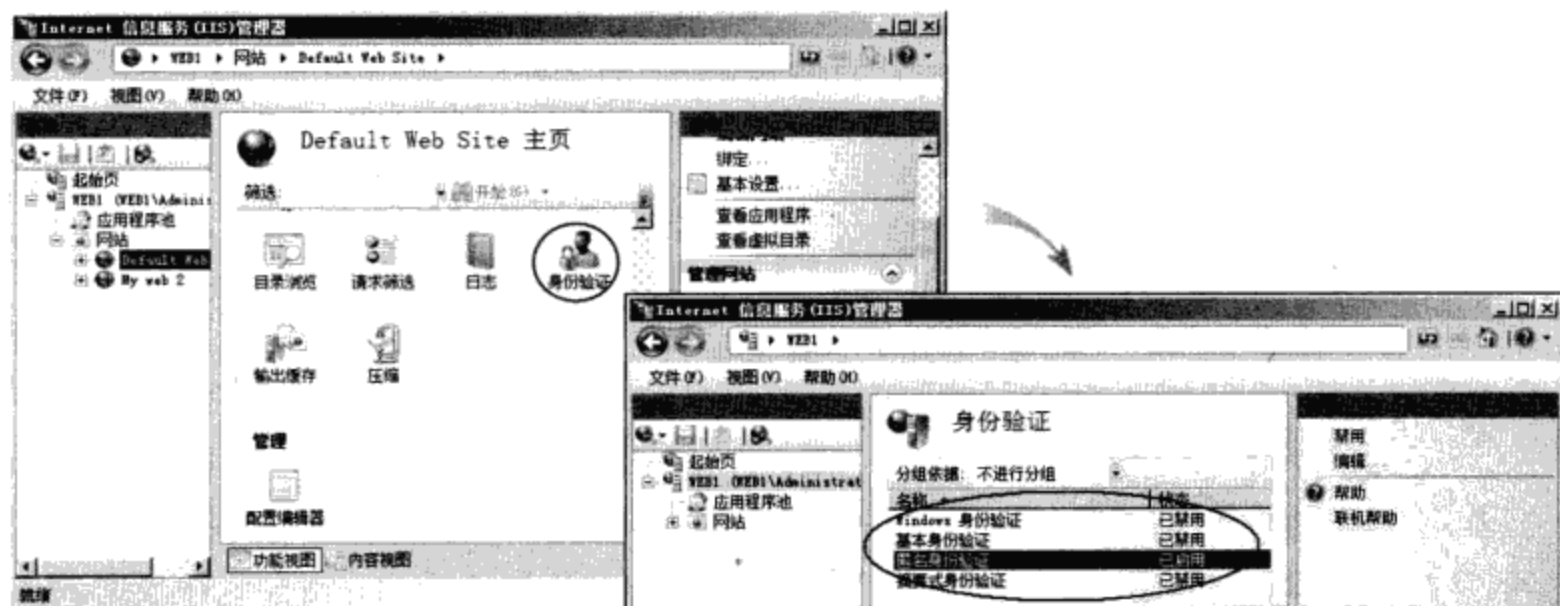 Internet 信息服务(IIS)管理器
WEB1 ▸ 网站 ▸ Default Web Site ▸
文件(F) 视图(V) 帮助(H)
起始页
WEB1 (WEB1\Adminis
应用程序池
网站
Default Web
My web 2
Default Web Site 主页
筛选: 开始(G)
目录浏览 请求筛选 日志 身份验证
输出缓存 压缩
管理
配置编辑器
功能视图 内容视图
绑定...
基本设置...
查看应用程序
查看虚拟目录
管理网站
就绪
Internet 信息服务(IIS)管理器
WEB1 ▸
文件(F) 视图(V) 帮助(H)
起始页
WEB1 (WEB1\Administrat
应用程序池
网站
身份验证
分组依据: 不进行分组
名称 状态
Windows 身份验证 已禁用
基本身份验证 已禁用
匿名身份验证 已启用
摘要式身份验证 已禁用
禁用
编辑...
帮助
联机帮助